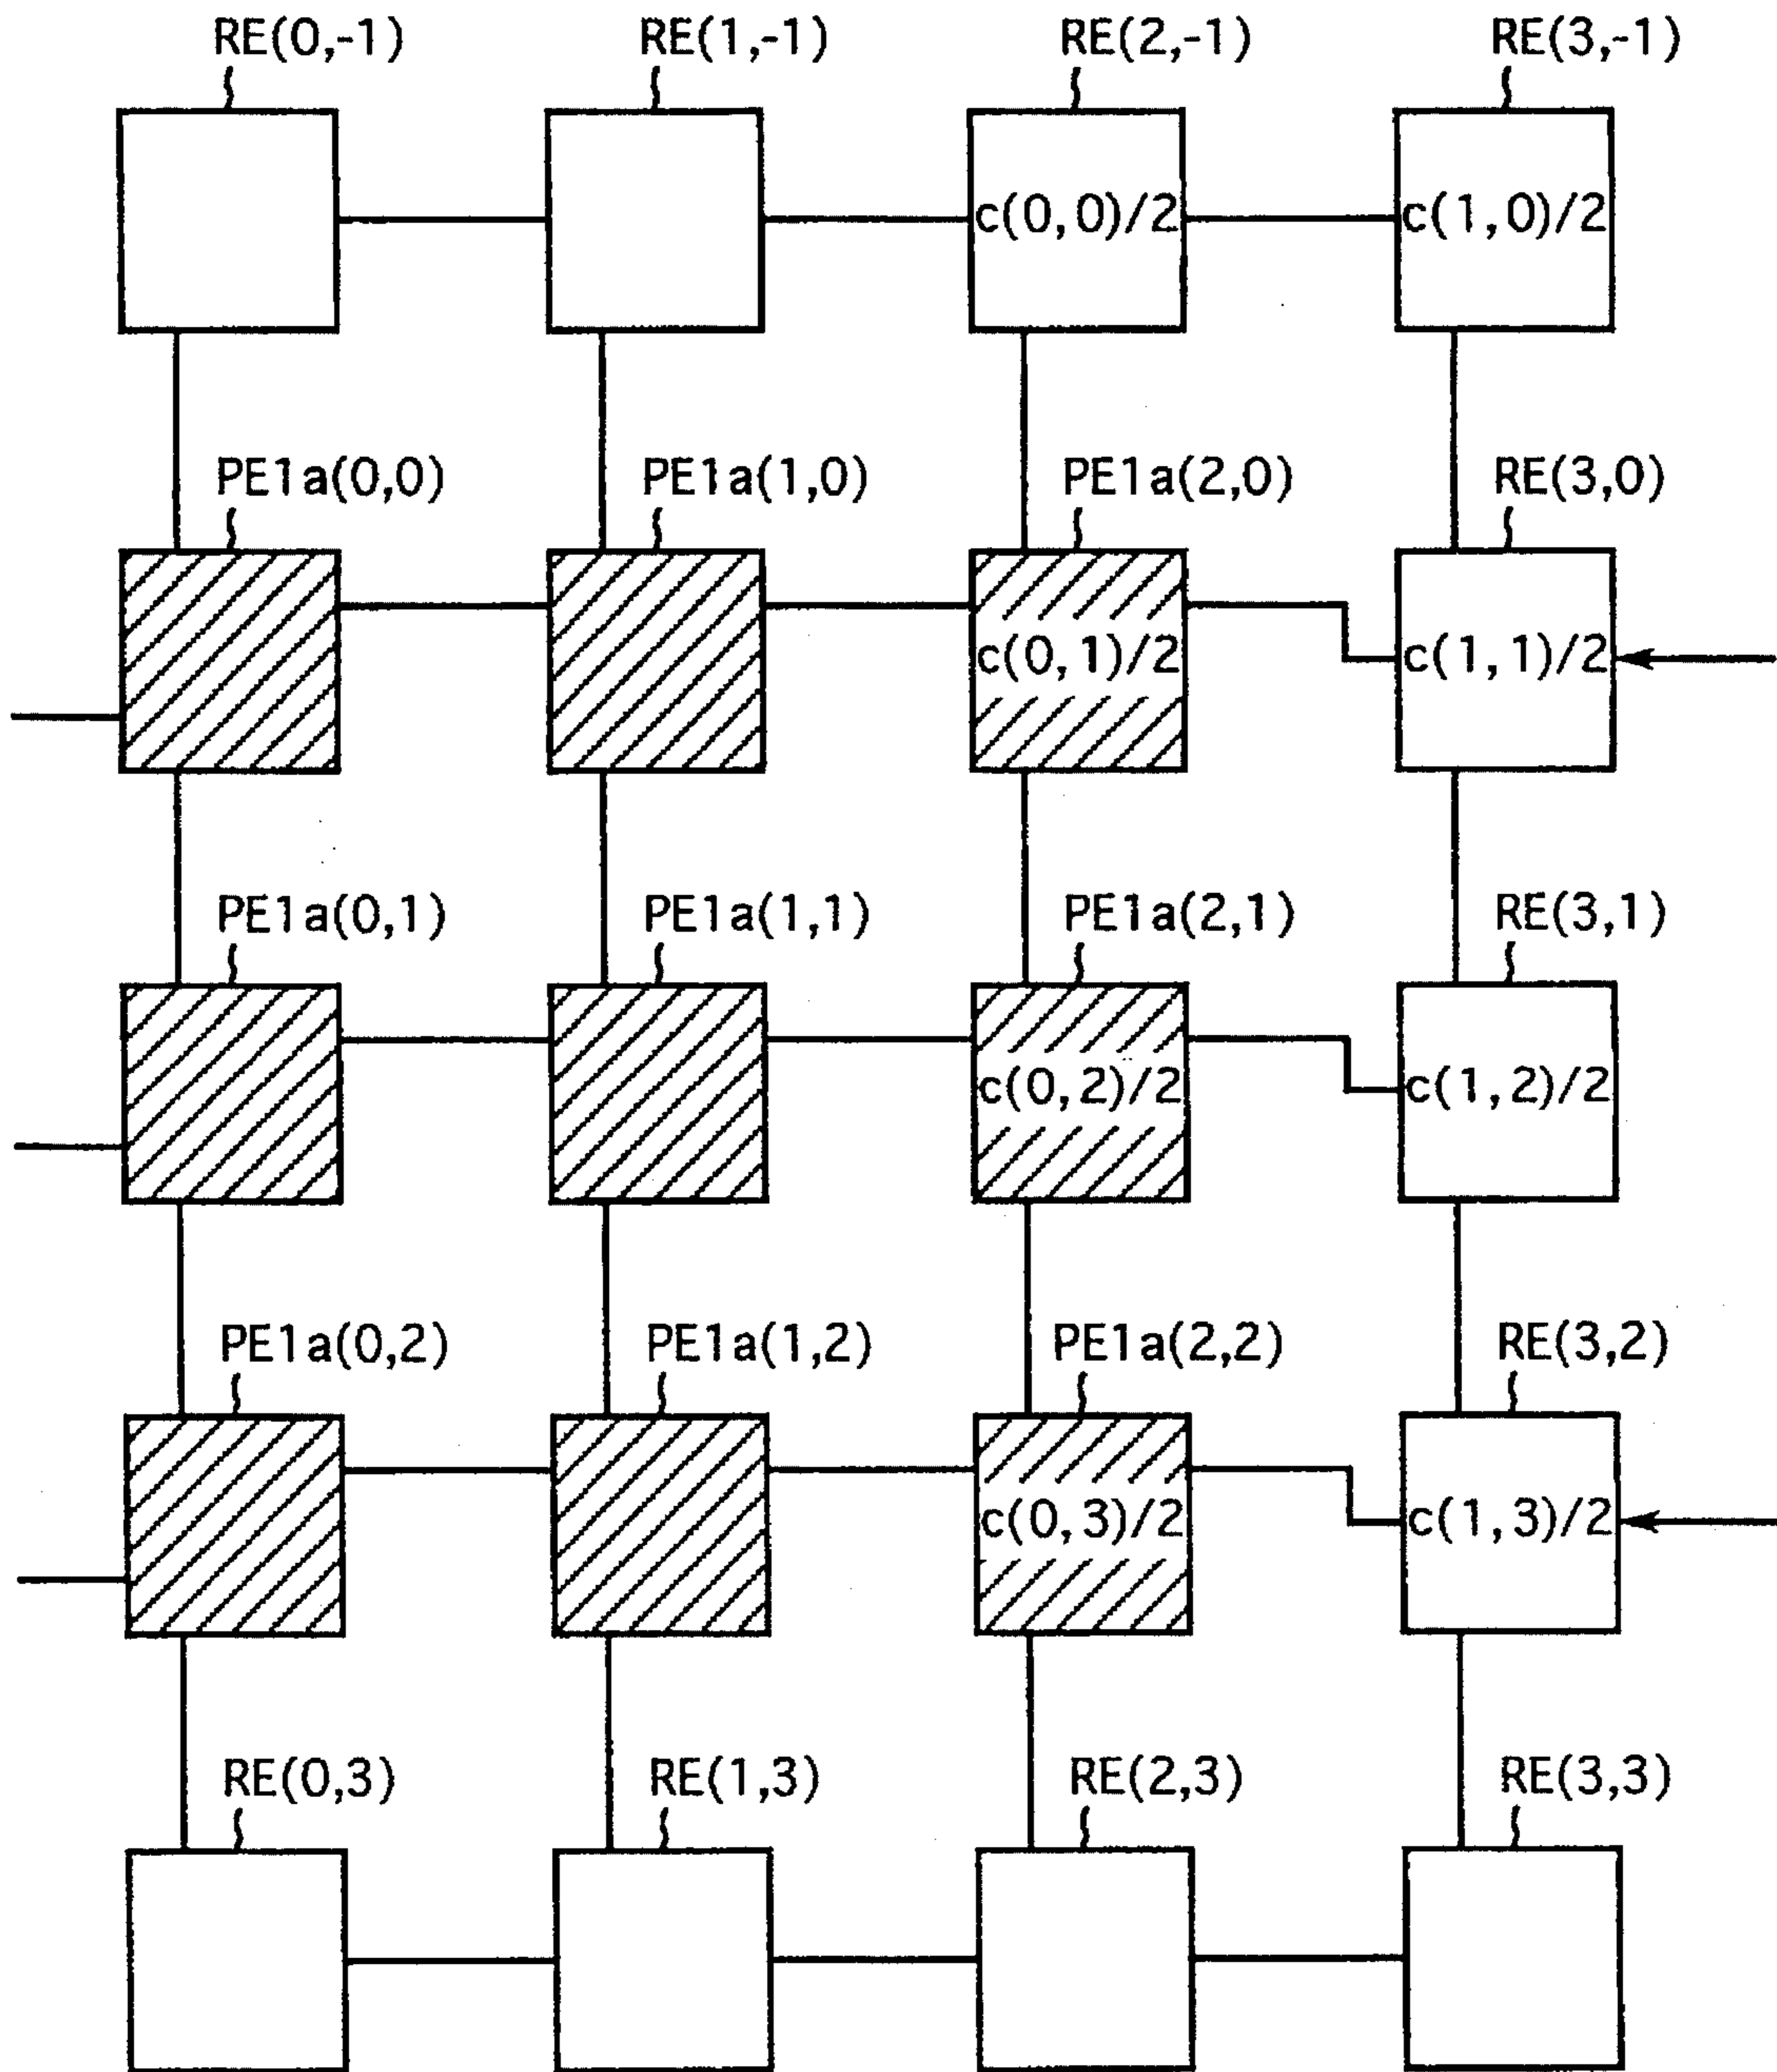 RE(0,-1) RE(1,-1) RE(2,-1) RE(3,-1)
c(0,0)/2 c(1,0)/2
PE1a(0,0) PE1a(1,0) PE1a(2,0) RE(3,0)
c(0,1)/2 c(1,1)/2
PE1a(0,1) PE1a(1,1) PE1a(2,1) RE(3,1)
c(0,2)/2 c(1,2)/2
PE1a(0,2) PE1a(1,2) PE1a(2,2) RE(3,2)
c(0,3)/2 c(1,3)/2
RE(0,3) RE(1,3) RE(2,3) RE(3,3)